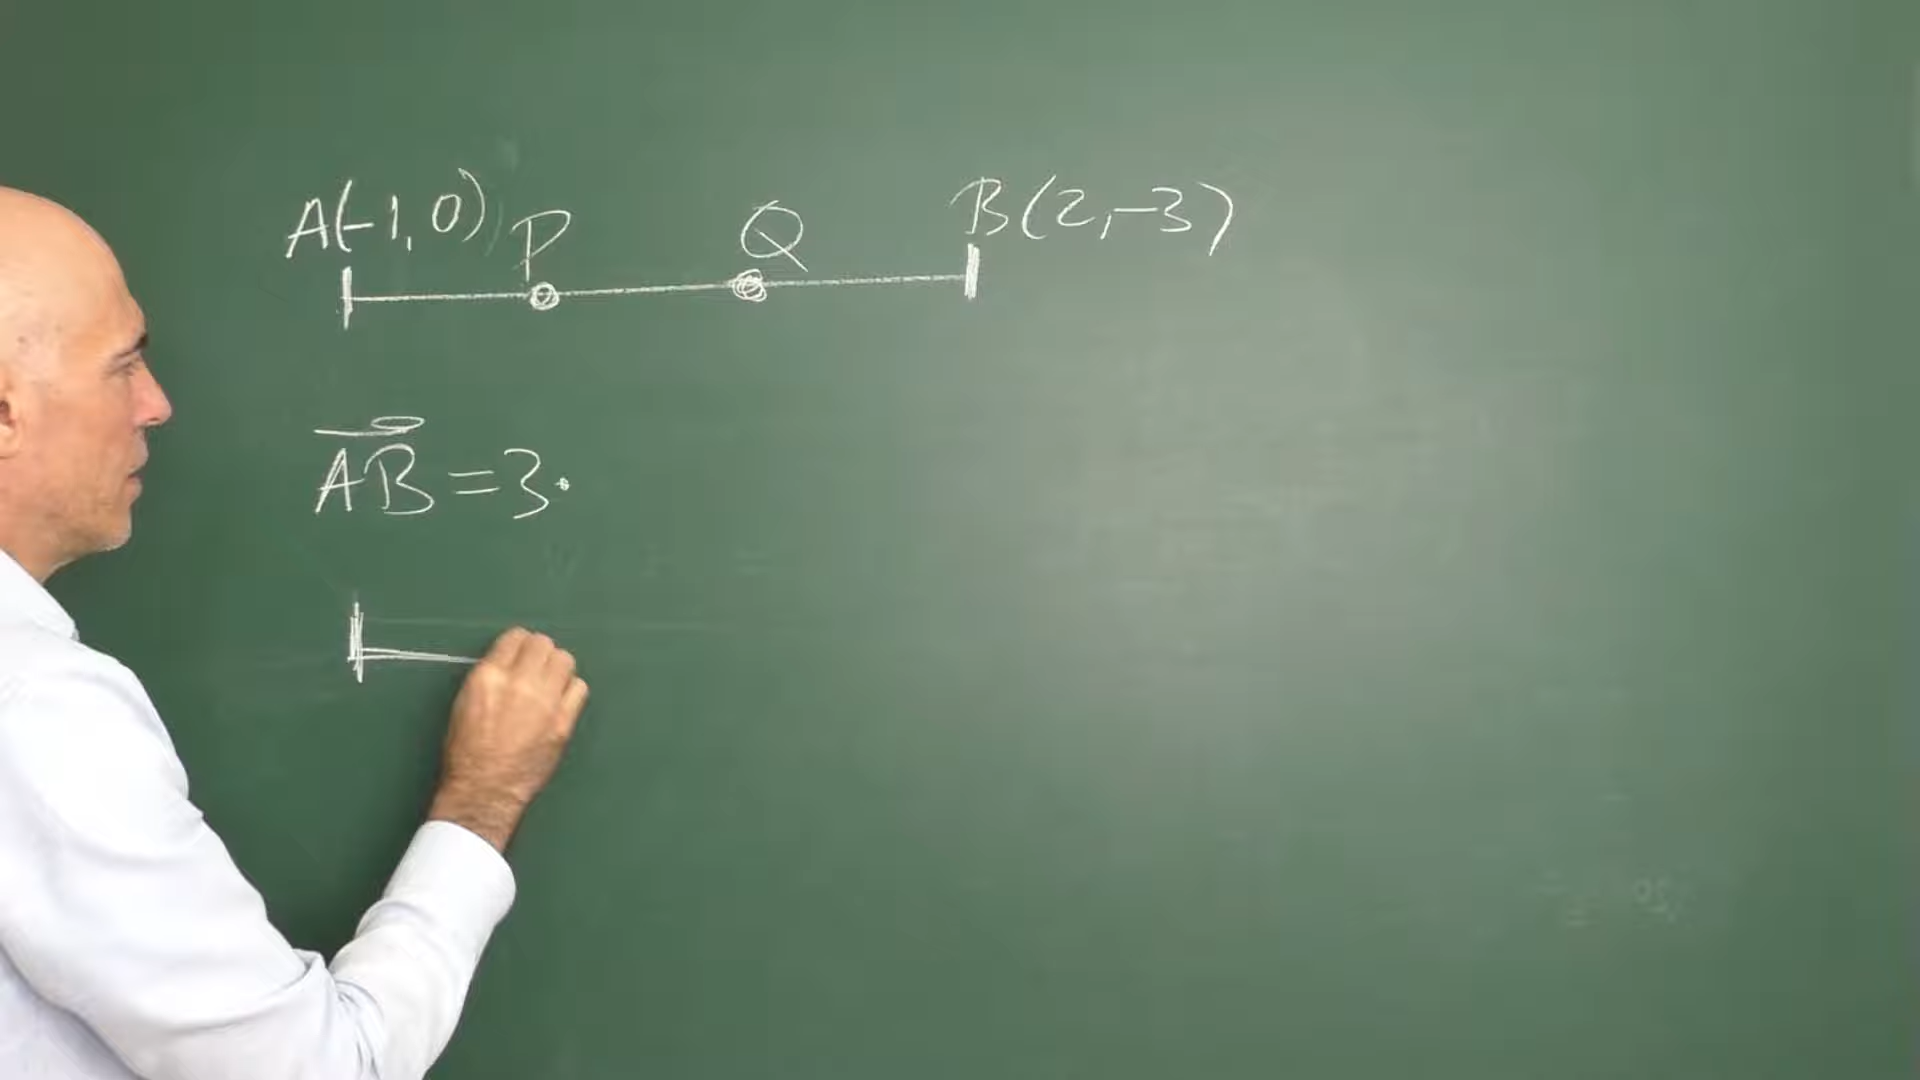 A(-1,0) P Q B(2,-3)
AB=3·